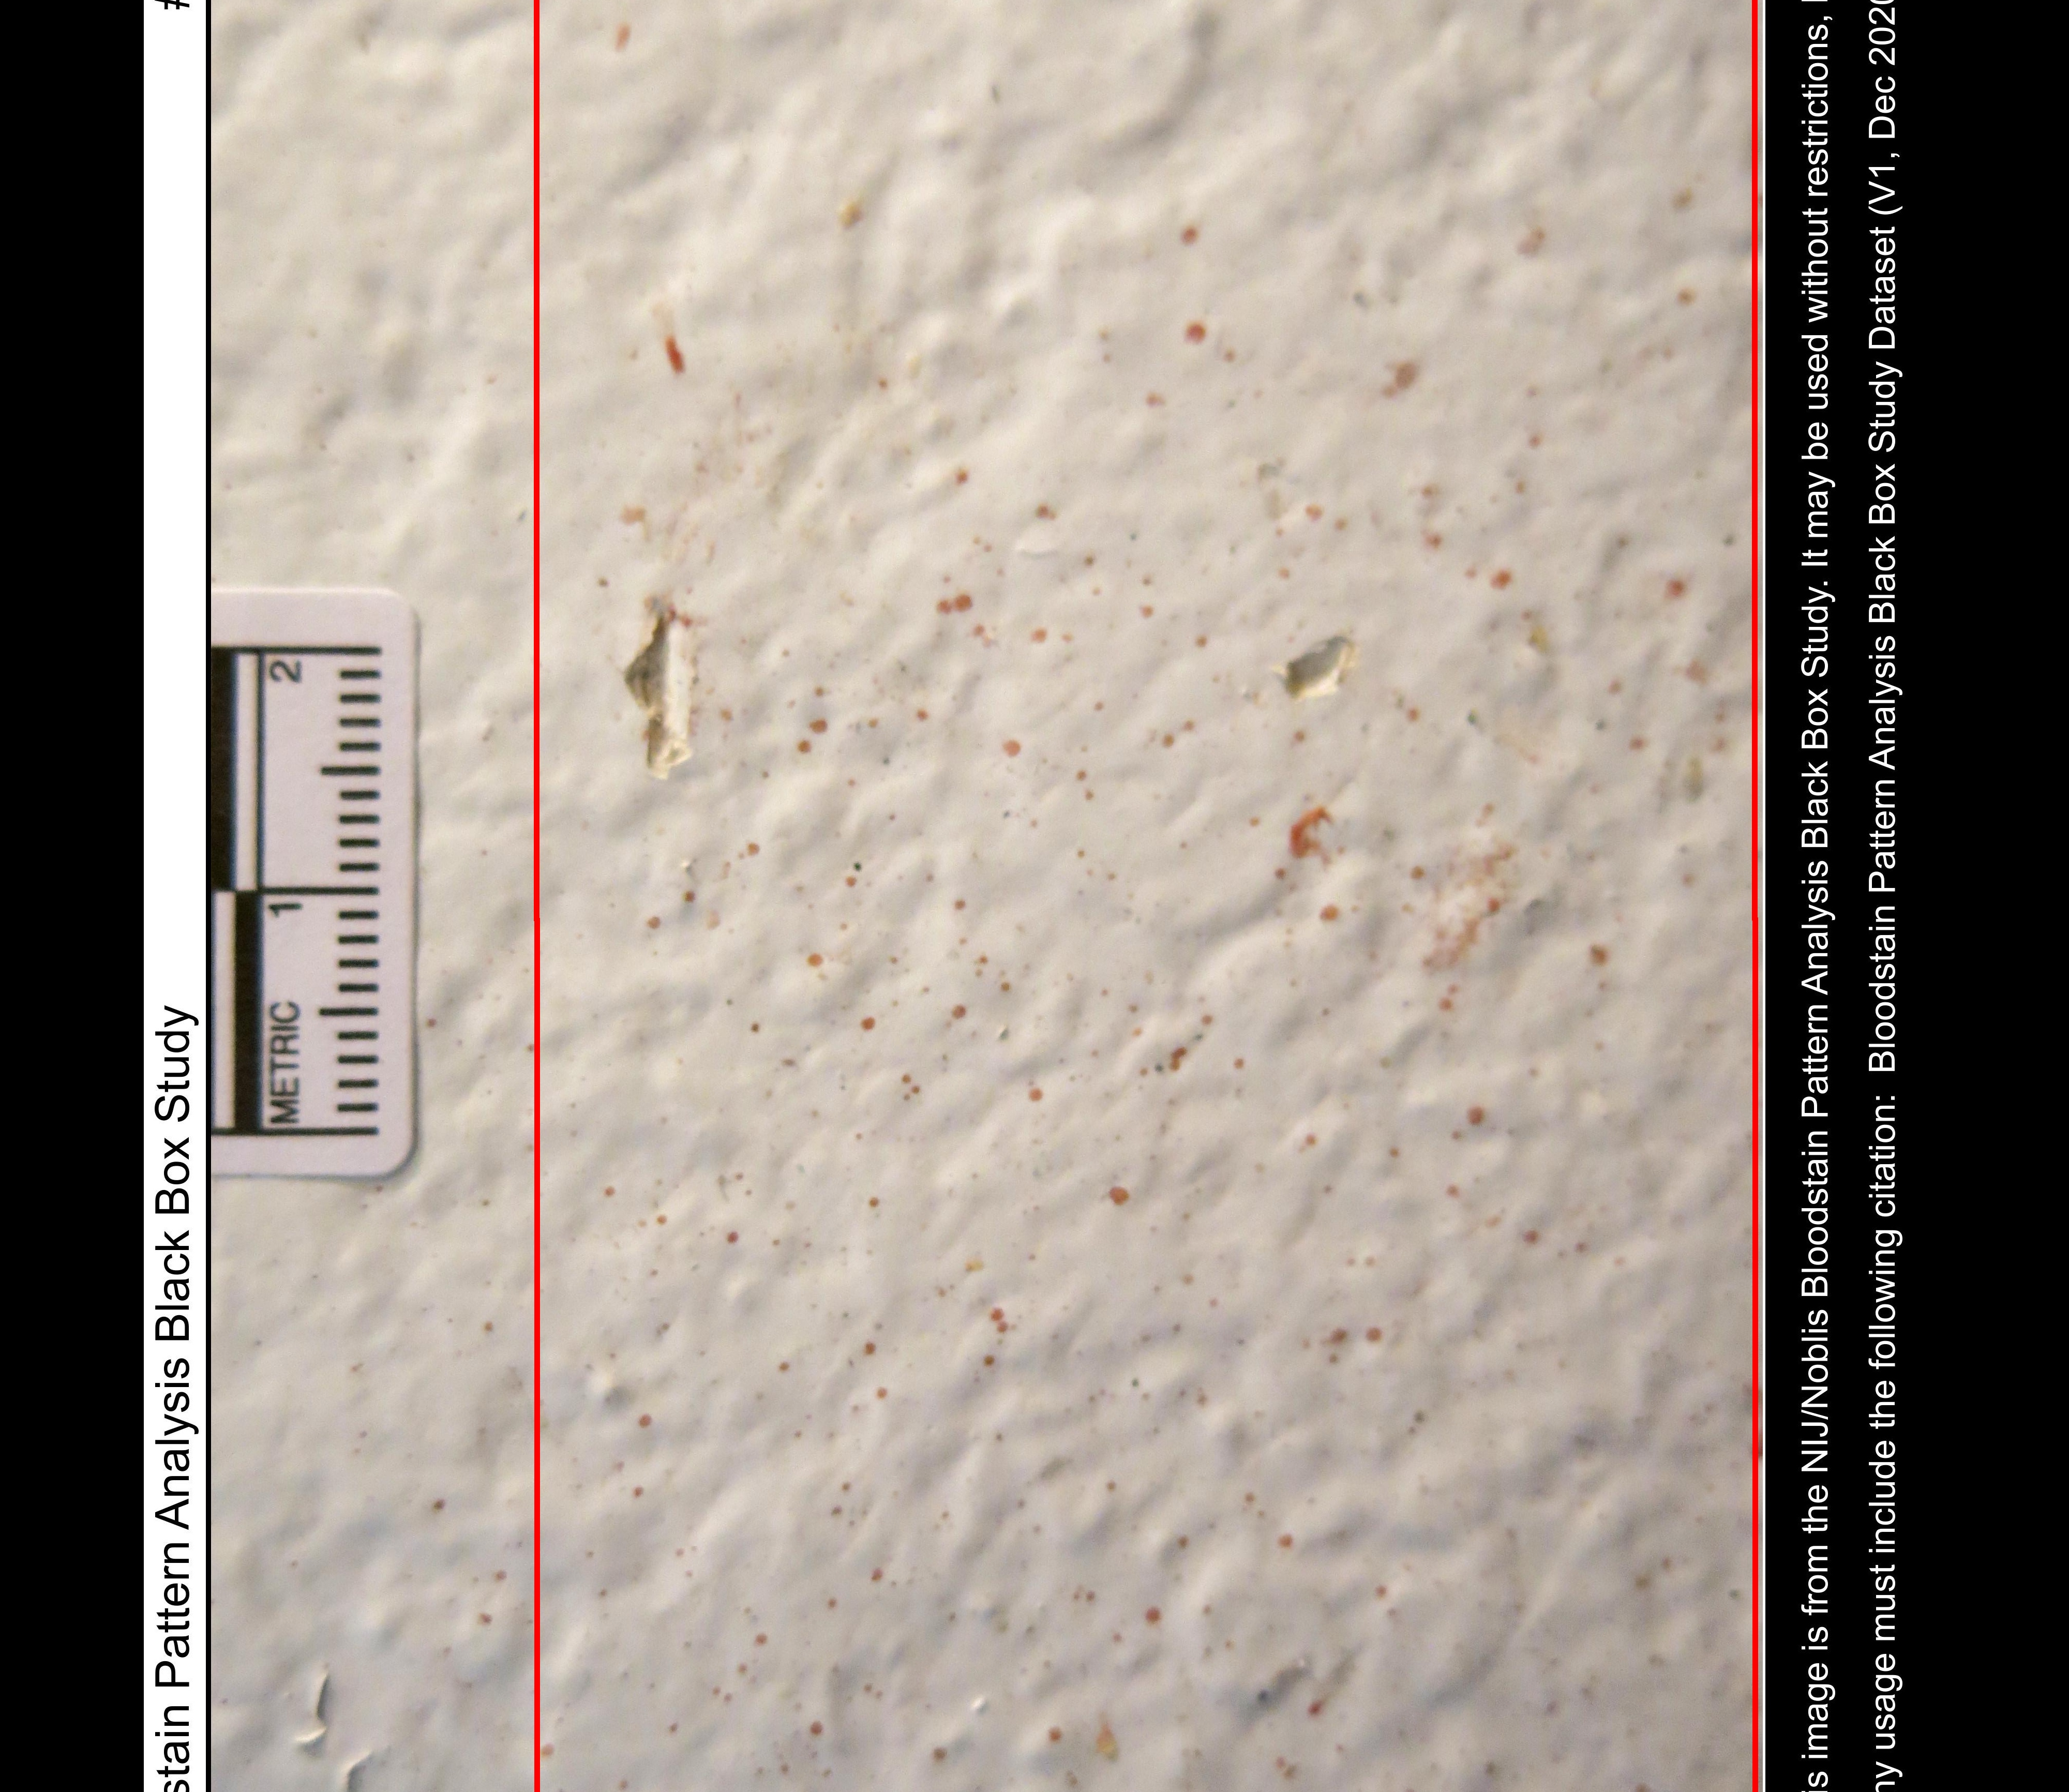 stain Pattern Analysis Black Box Study #
METRIC 1 2
is image is from the NIJ/Noblis Bloodstain Pattern Analysis Black Box Study. It may be used without restrictions,
ny usage must include the following citation: Bloodstain Pattern Analysis Black Box Study Dataset (V1, Dec 2020